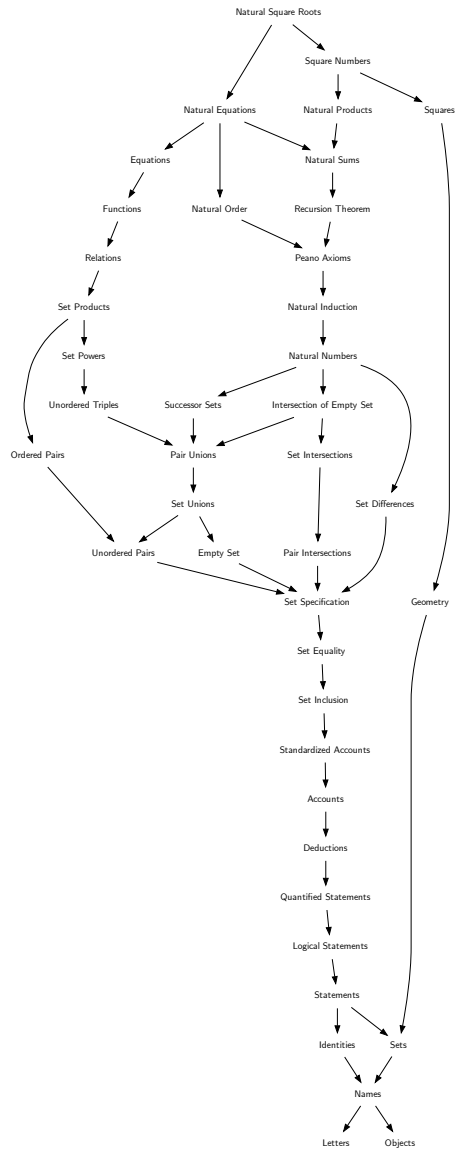 Natural Square Roots
Square Numbers
Natural Equations
Natural Products
Squares
Equations
Natural Sums
Functions
Natural Order
Recursion Theorem
Relations
Peano Axioms
Set Products
Natural Induction
Set Powers
Natural Numbers
Unordered Triples
Successor Sets
Intersection of Empty Set
Ordered Pairs
Pair Unions
Set Intersections
Set Unions
Set Differences
Unordered Pairs
Empty Set
Pair Intersections
Set Specification
Geometry
Set Equality
Set Inclusion
Standardized Accounts
Accounts
Deductions
Quantified Statements
Logical Statements
Statements
Identities
Sets
Names
Letters
Objects